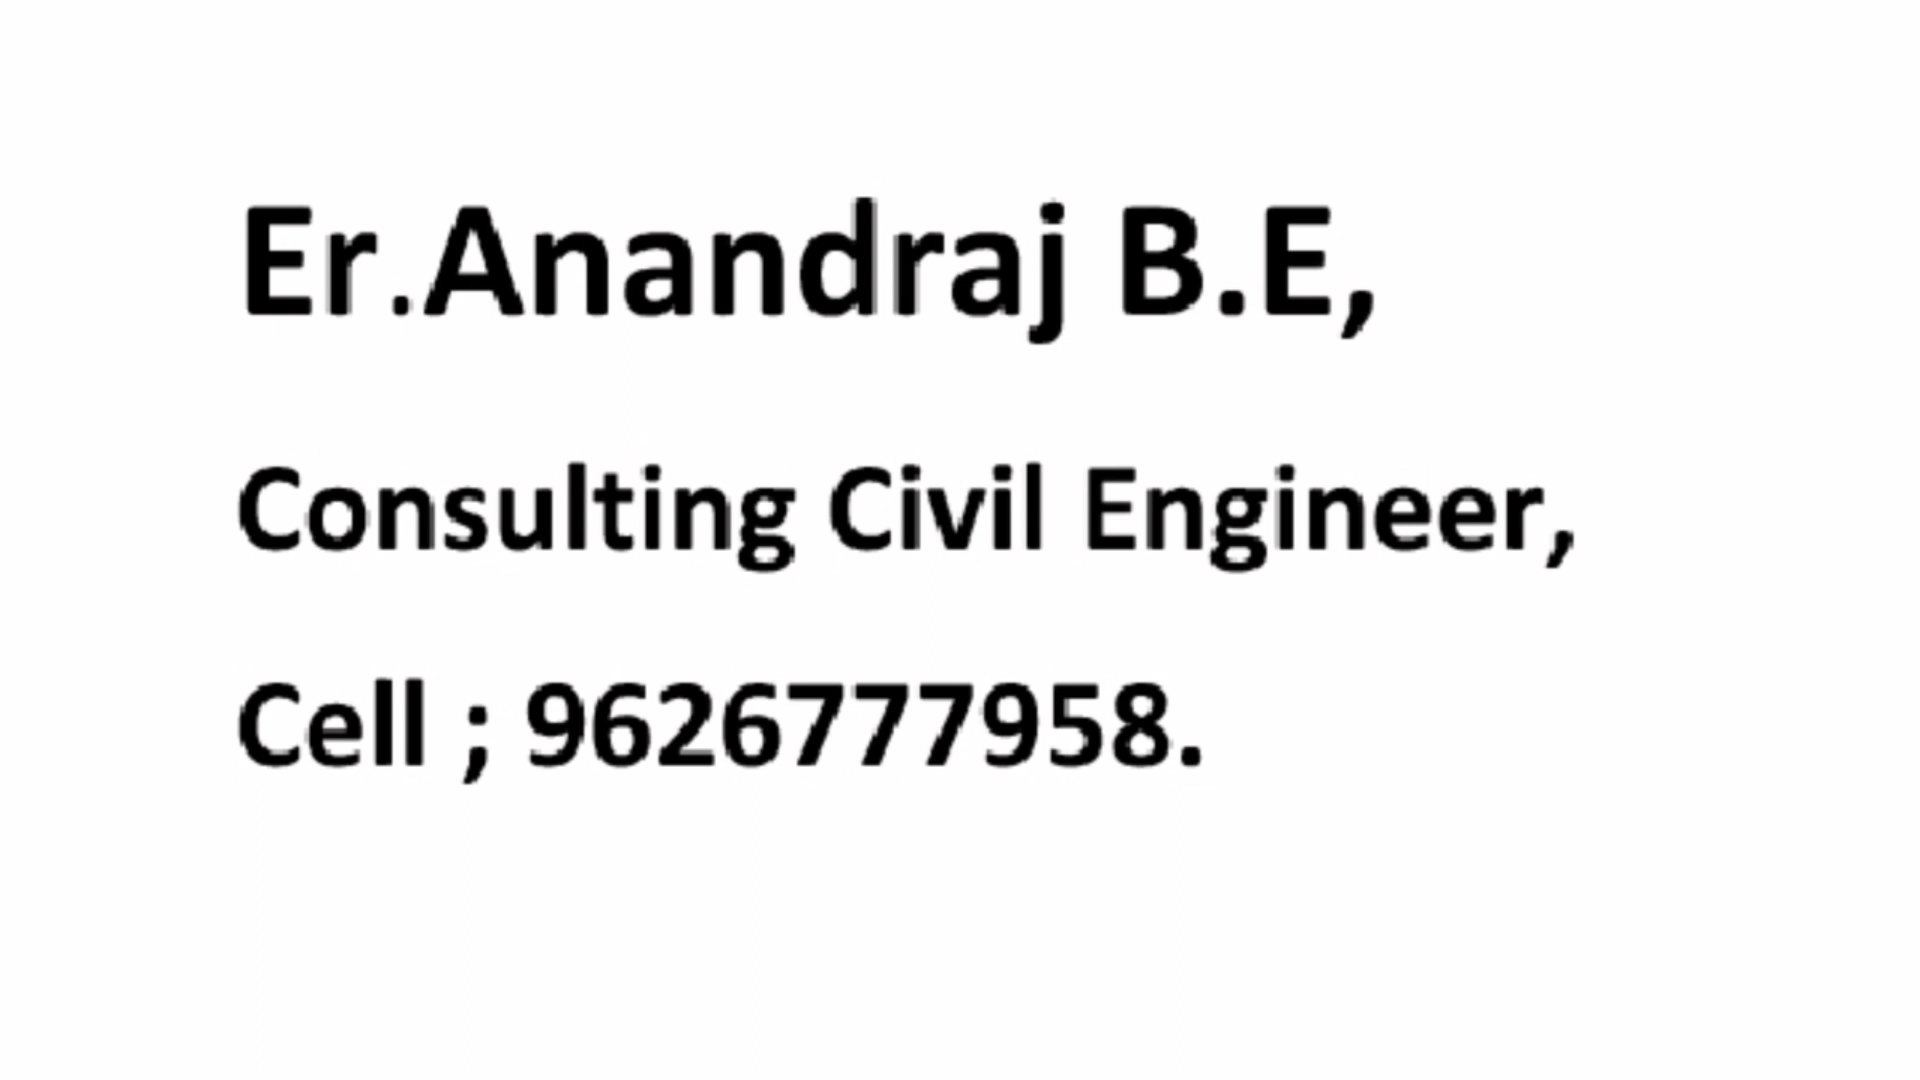 Er.Anandraj B.E,
Consulting Civil Engineer,
Cell ; 9626777958.